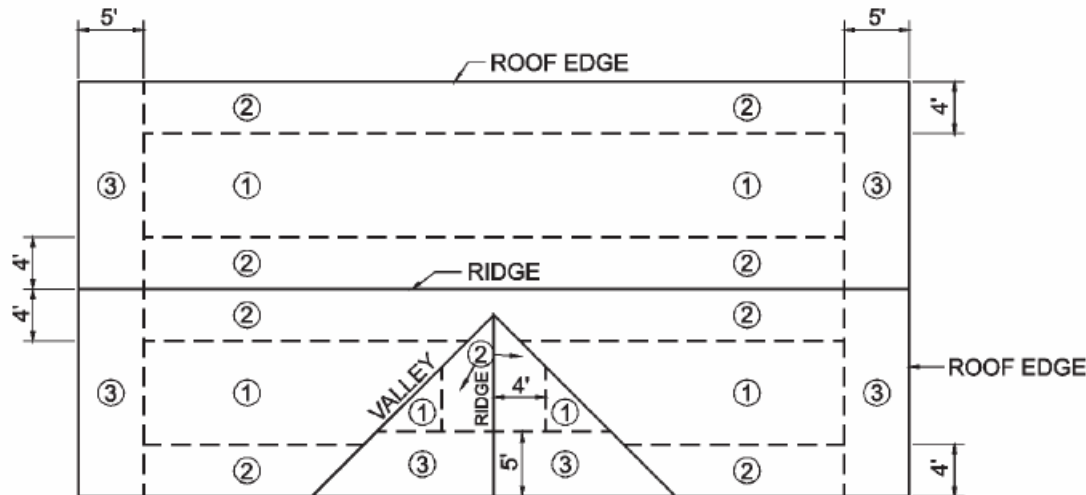 5' 5'
ROOF EDGE
② ② 4'
③ ① ① ③
4' ② ②
RIDGE
4' ② ②
② ROOF EDGE
VALLEY RIDGE 4'
③ ① ① ① ① ③
② ③ 5' ③ ② 4'